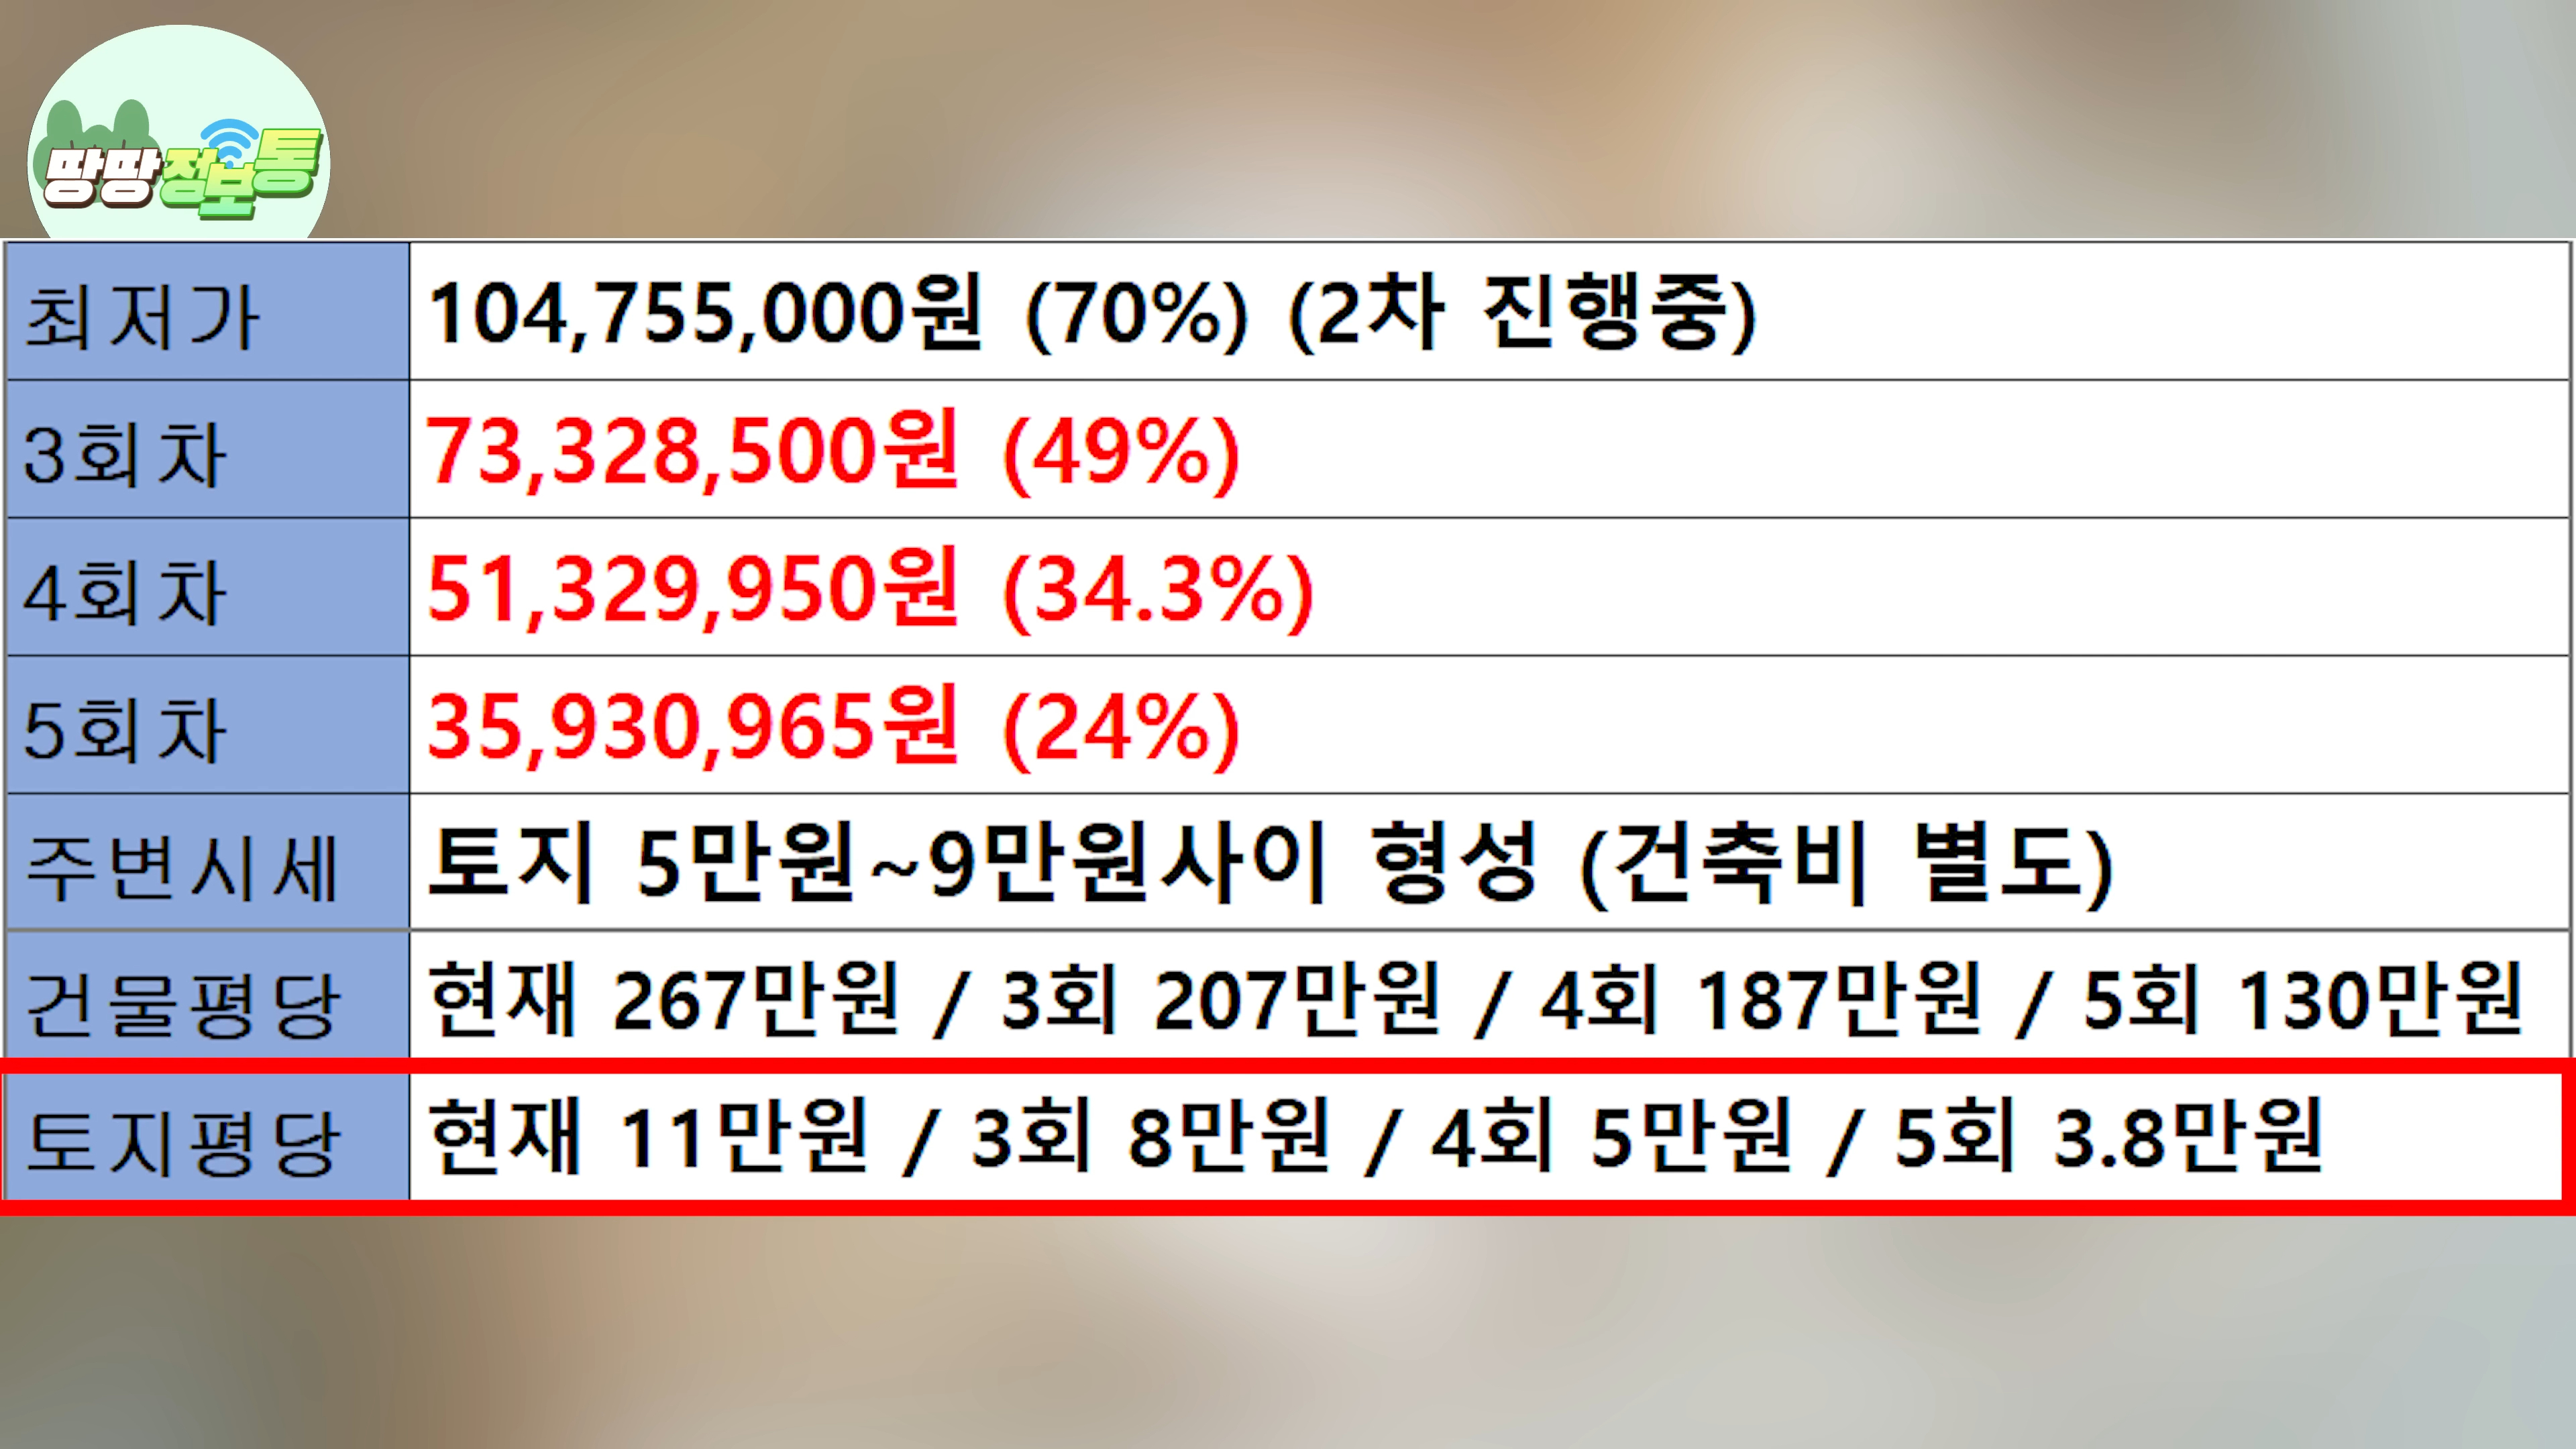 땅땅정보통
최저가 104,755,000원 (70%) (2차 진행중)
3회차 73,328,500원 (49%)
4회차 51,329,950원 (34.3%)
5회차 35,930,965원 (24%)
주변시세 토지 5만원~9만원사이 형성 (건축비 별도)
건물평당 현재 267만원 / 3회 207만원 / 4회 187만원 / 5회 130만원
토지평당 현재 11만원 / 3회 8만원 / 4회 5만원 / 5회 3.8만원